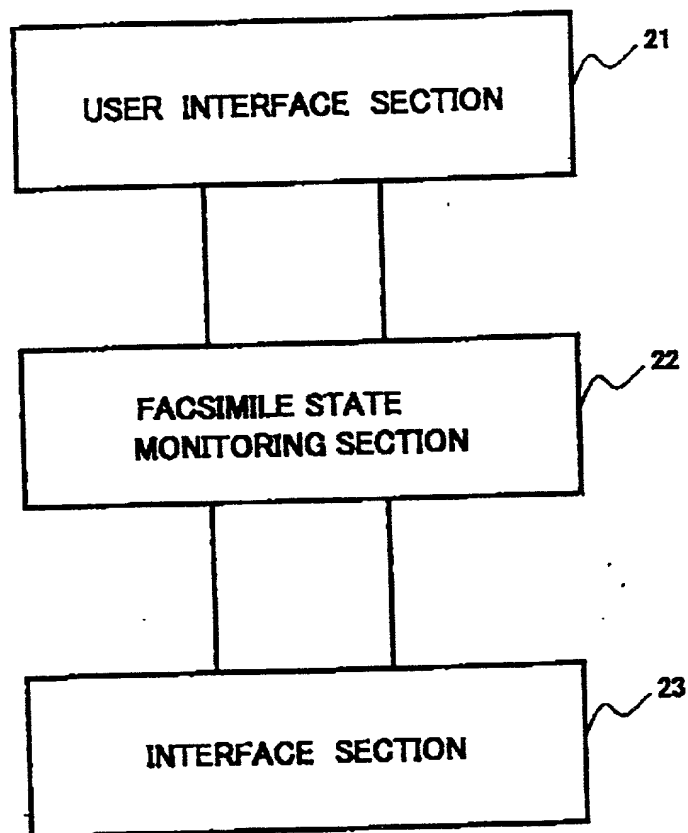 21
USER INTERFACE SECTION
22
FACSIMILE STATE
MONITORING SECTION
23
INTERFACE SECTION